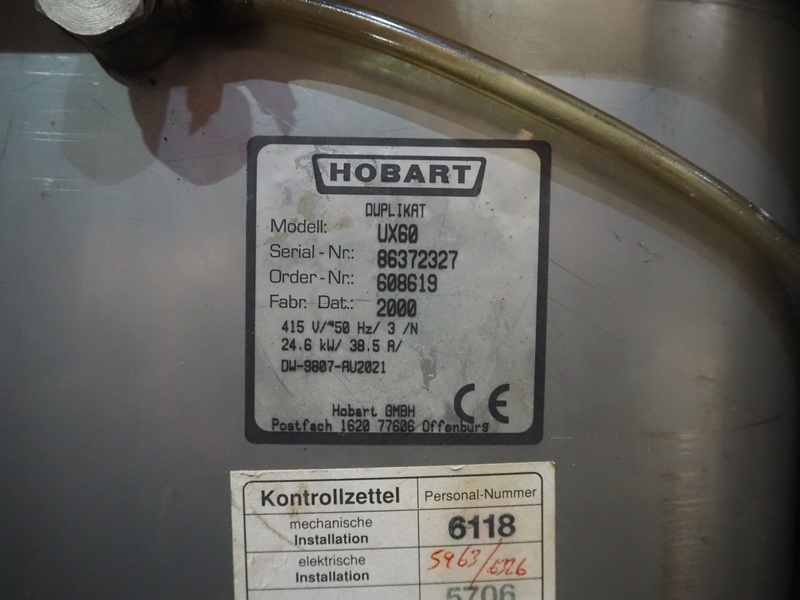 HOBART
DUPLIKAT
Modell: UX60
Serial-Nr.: 86372327
Order-Nr.: 608619
Fabr. Dat.: 2000
415 V/ 50 Hz/ 3 /N
24.6 kW/ 38.5 A/
DW-9807-AU2021
CE
Hobart GMBH
Postfach 1620 77606 Offenburg
Kontrollzettel Personal-Nummer
mechanische Installation 6118
elektrische Installation 5963/6326
5706